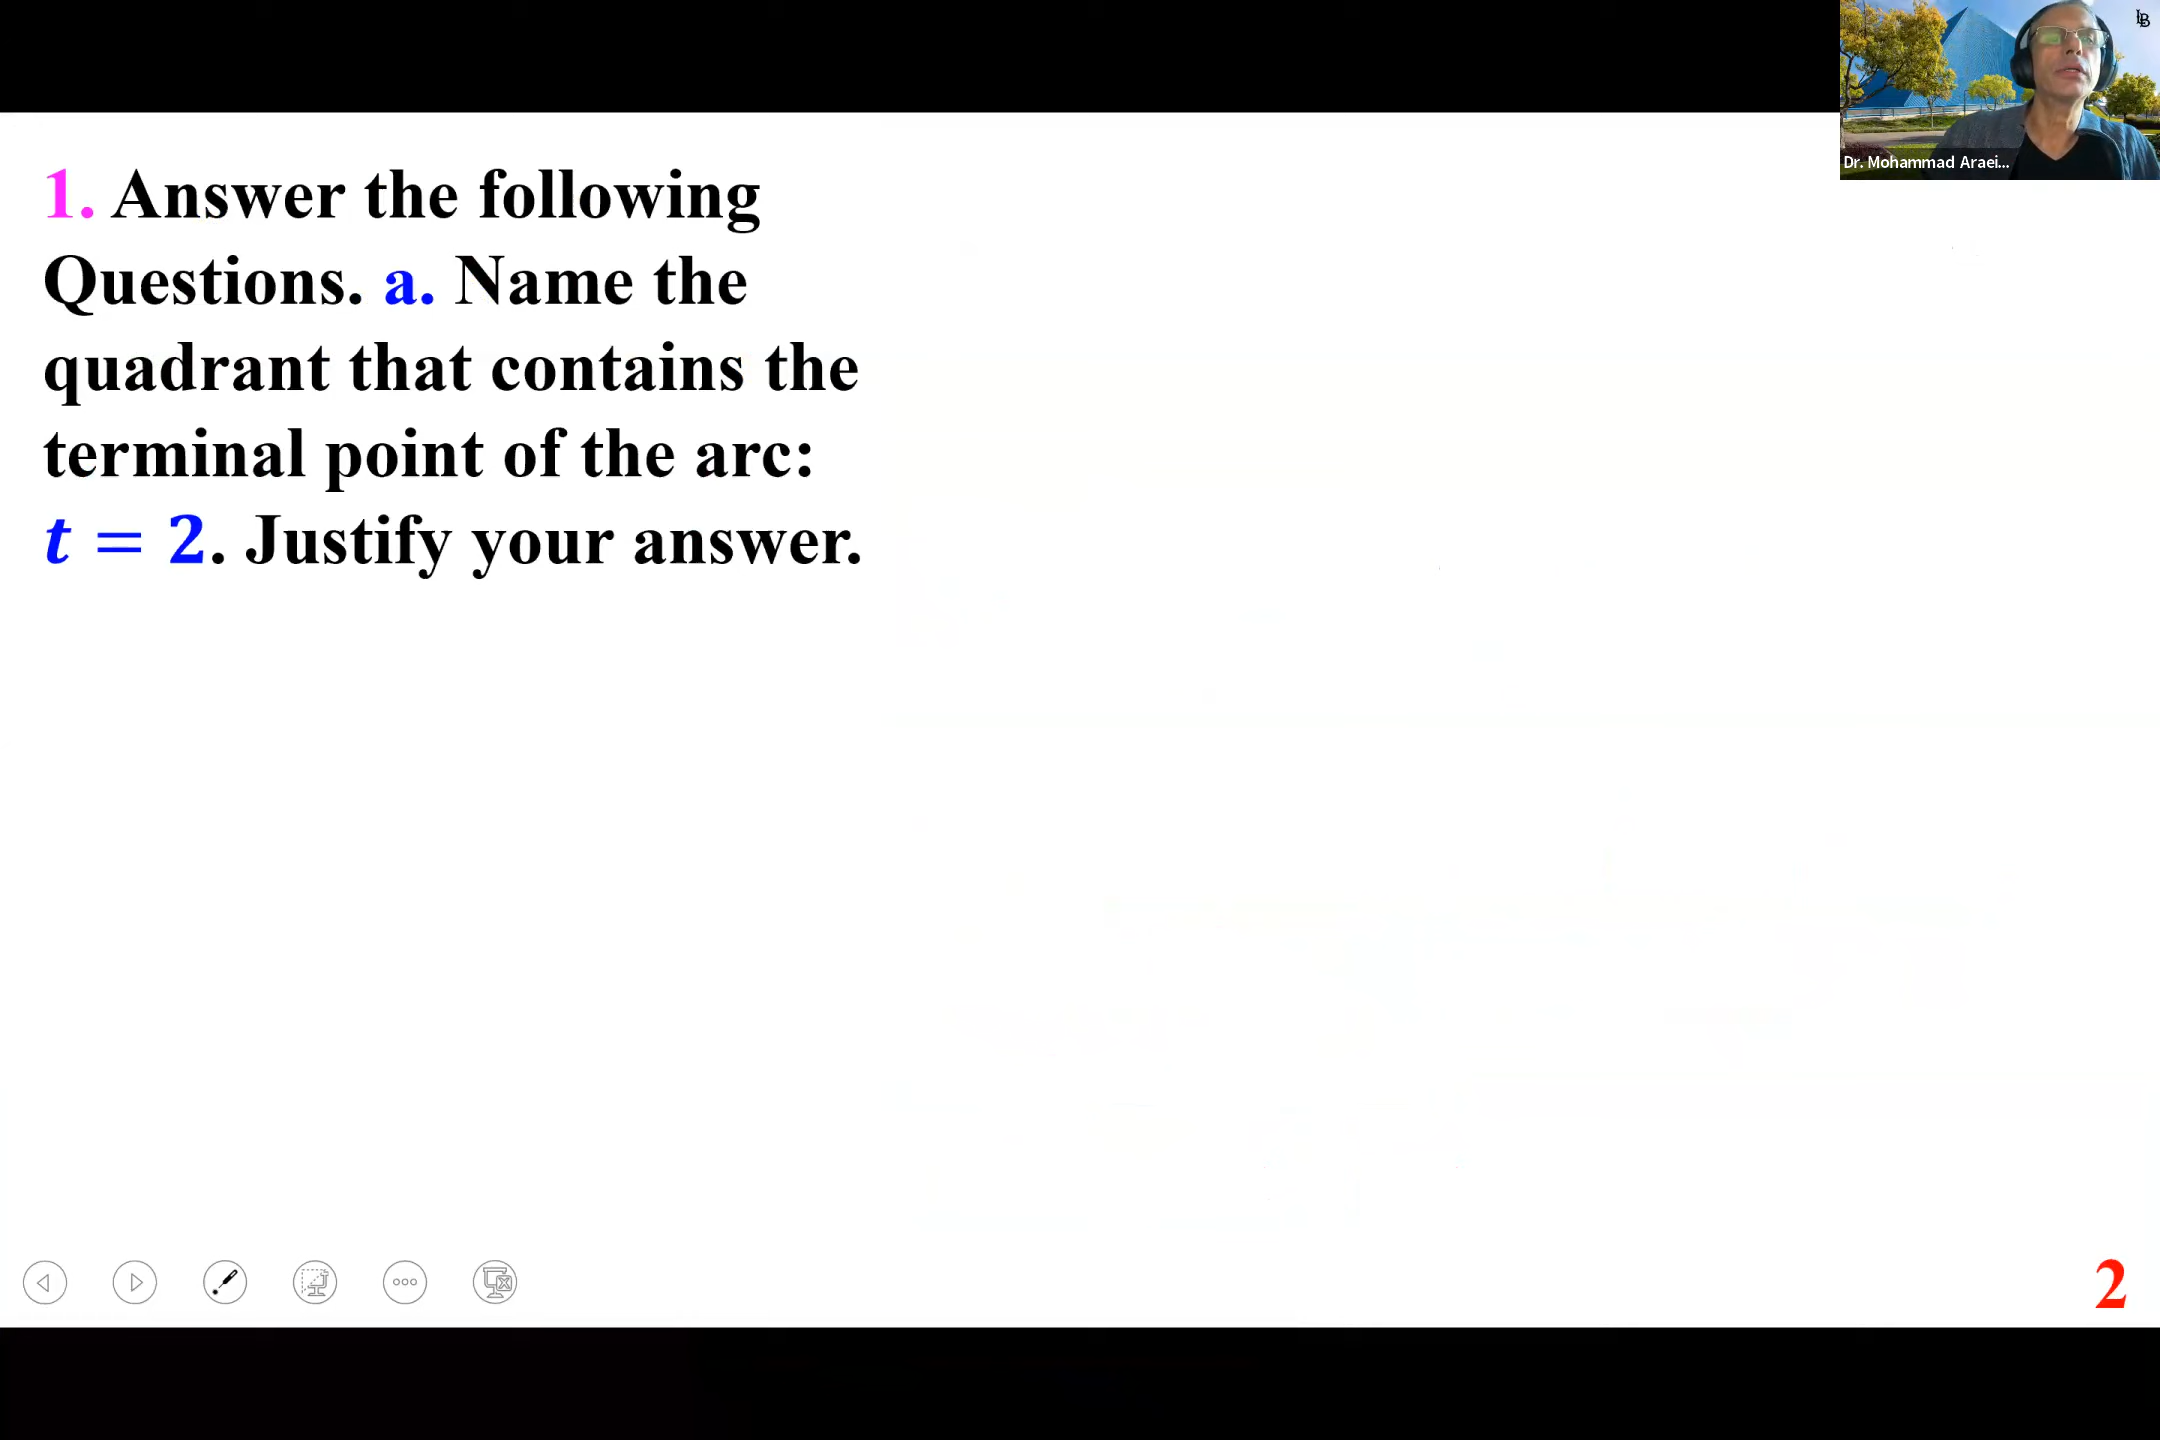 LB
Dr. Mohammad Araei...
1. Answer the following
Questions. a. Name the
quadrant that contains the
terminal point of the arc:
t = 2. Justify your answer.
2